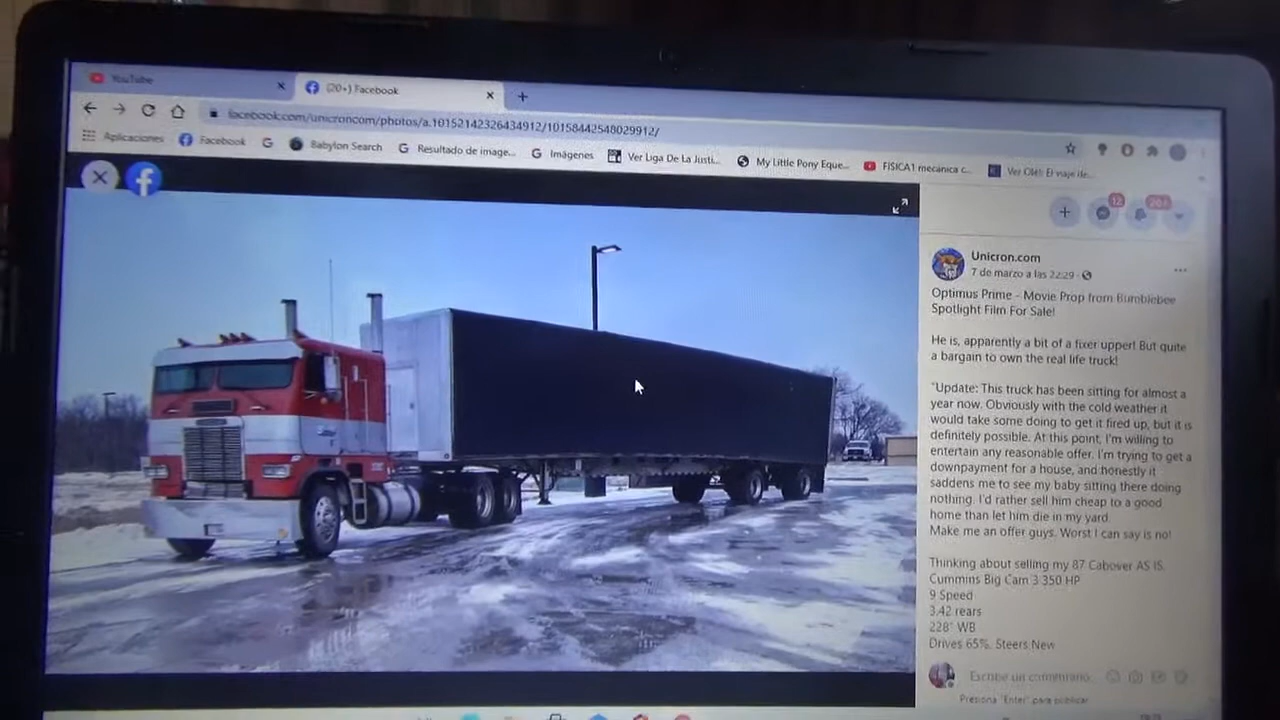 YouTube
(20+) Facebook
facebook.com/unicroncom/photos/a.10152142326434912/10158442548029912/
Aplicaciones Facebook Babylon Search Resultado de image... Imágenes Ver Liga De La Justi... My Little Pony Eque... FÍSICA1 mecánica c... Ver Olé! El viaje de...
12
20+
Unicron.com
7 de marzo a las 22:29
Optimus Prime - Movie Prop from Bumblebee
Spotlight Film For Sale!
He is, apparently a bit of a fixer upper! But quite
a bargain to own the real life truck!
"Update: This truck has been sitting for almost a
year now. Obviously with the cold weather it
would take some doing to get it fired up, but it is
definitely possible. At this point, I'm willing to
entertain any reasonable offer. I'm trying to get a
downpayment for a house, and honestly it
saddens me to see my baby sitting there doing
nothing. I'd rather sell him cheap to a good
home than let him die in my yard.
Make me an offer guys. Worst I can say is no!
Thinking about selling my 87 Cabover AS IS.
Cummins Big Cam 3 350 HP
9 Speed
3.42 rears
228" WB
Drives 65%. Steers New
Escribe un comentario...
Presiona "Enter" para publicar.